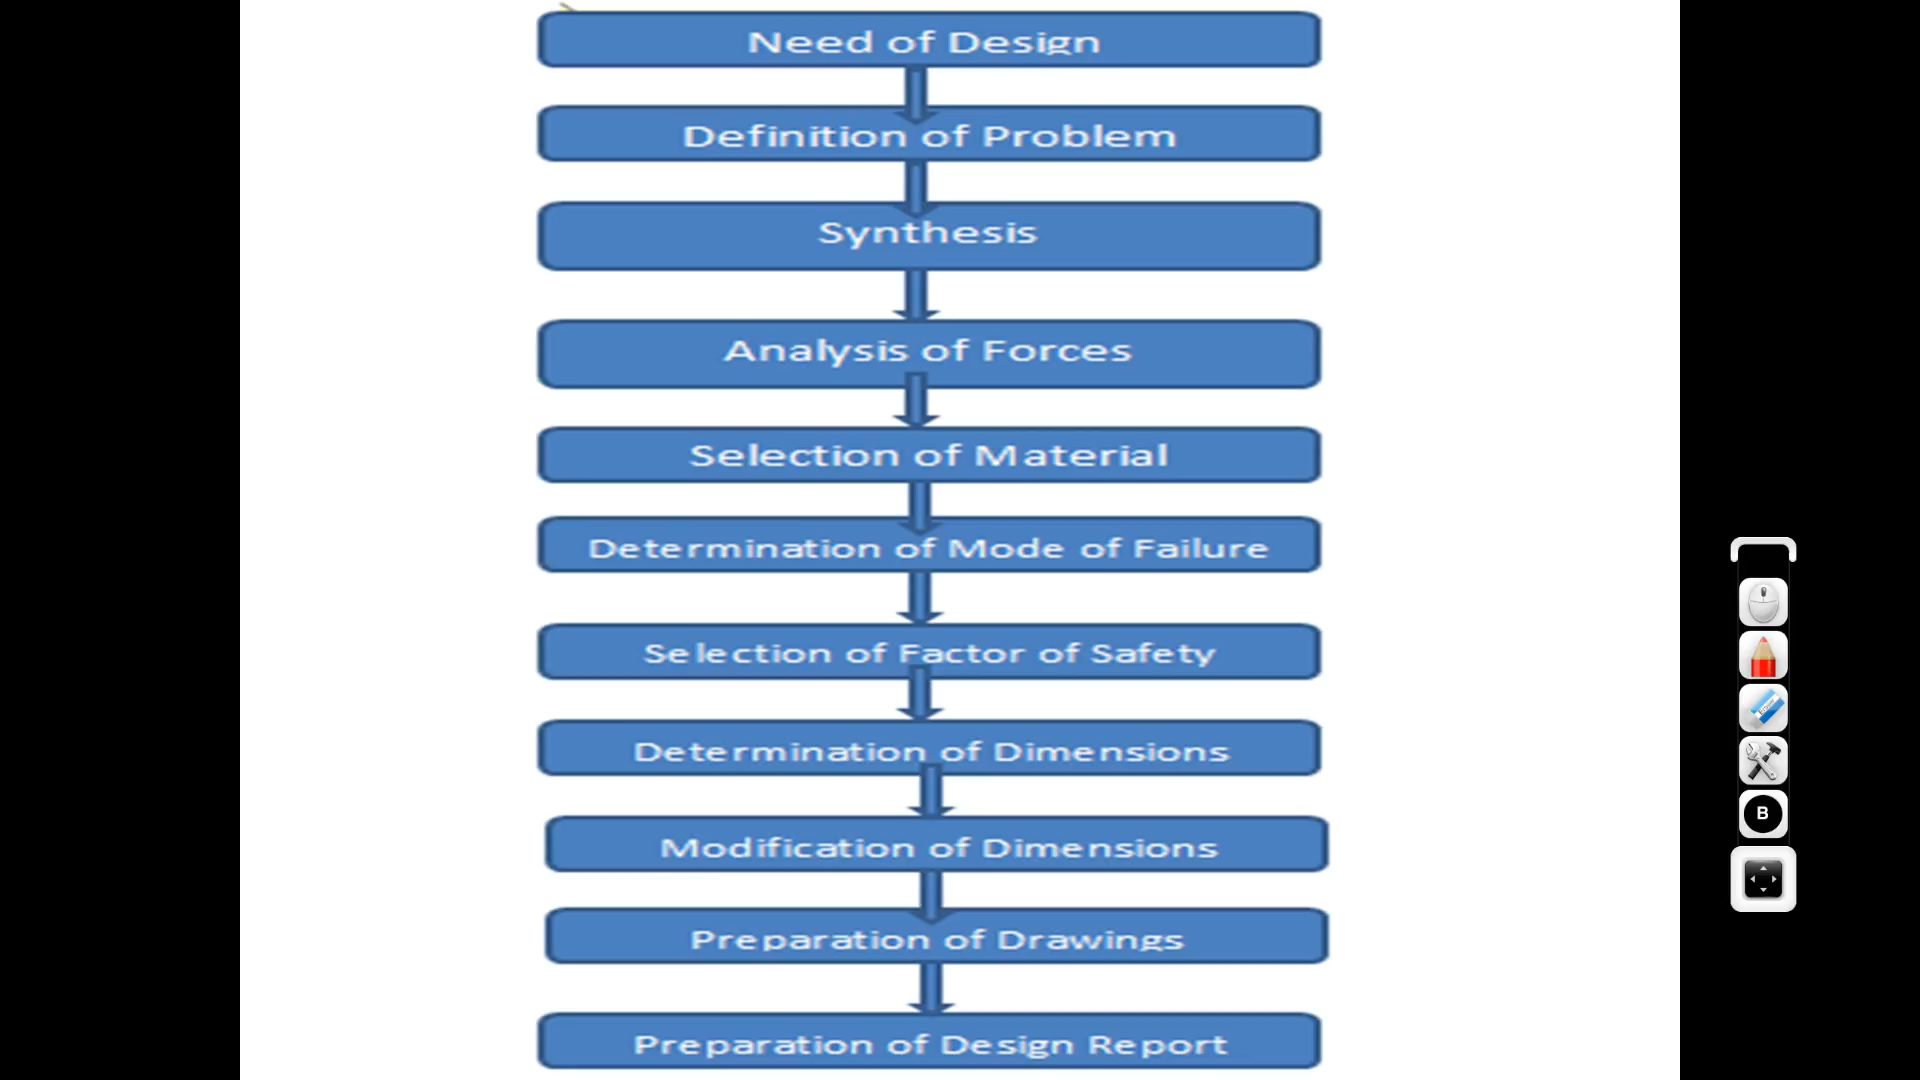 Need of Design
Definition of Problem
Synthesis
Analysis of Forces
Selection of Material
Determination of Mode of Failure
Selection of Factor of Safety
Determination of Dimensions
Modification of Dimensions
Preparation of Drawings
Preparation of Design Report
B